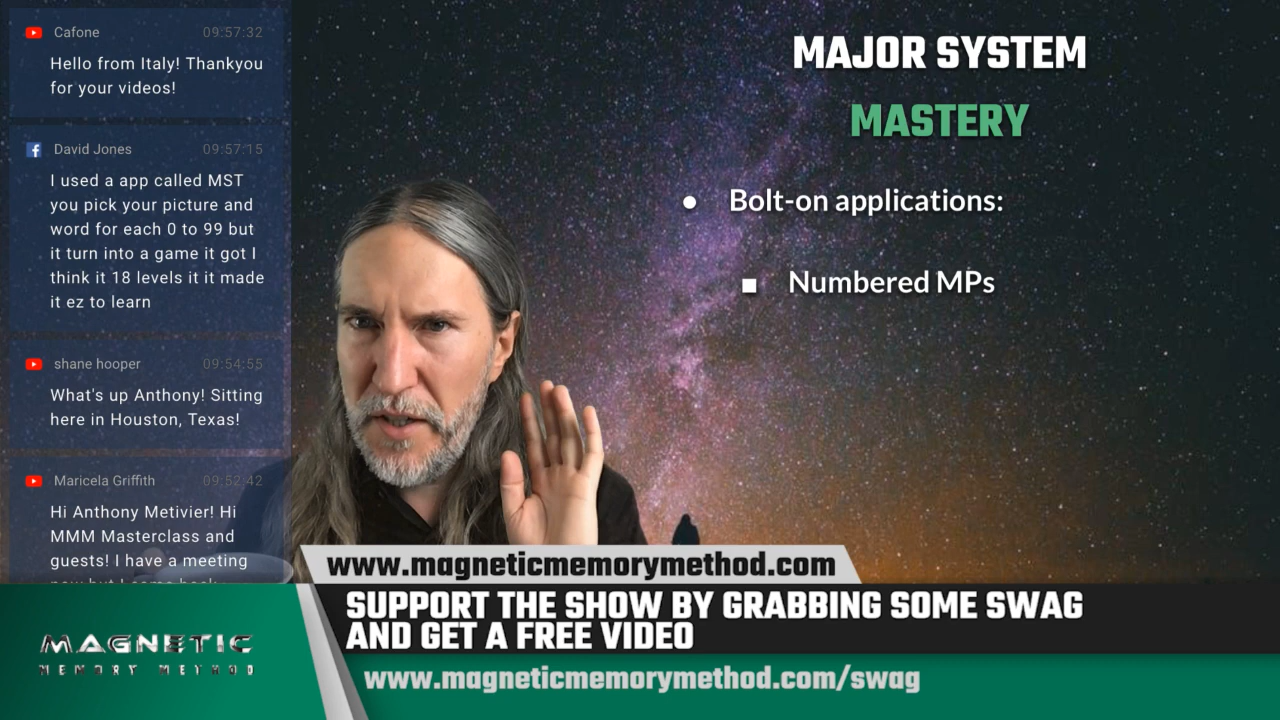 Cafone 09:57:32
Hello from Italy! Thankyou
for your videos!
David Jones 09:57:15
I used a app called MST
you pick your picture and
word for each 0 to 99 but
it turn into a game it got I
think it 18 levels it it made
it ez to learn
shane hooper 09:54:55
What's up Anthony! Sitting
here in Houston, Texas!
Maricela Griffith 09:52:42
Hi Anthony Metivier! Hi
MMM Masterclass and
guests! I have a meeting
MAJOR SYSTEM
MASTERY
Bolt-on applications:
Numbered MPs
www.magneticmemorymethod.com
SUPPORT THE SHOW BY GRABBING SOME SWAG
AND GET A FREE VIDEO
www.magneticmemorymethod.com/swag
MAGNETIC
MEMORY METHOD